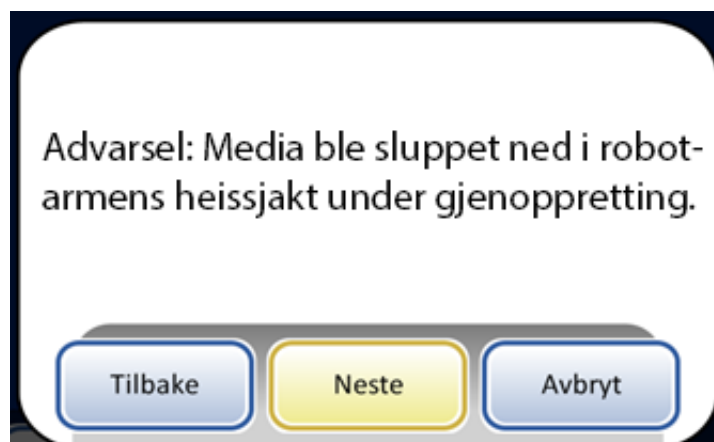 Advarsel: Media ble sluppet ned i robot-
armens heissjakt under gjenoppretting.
Tilbake
Neste
Avbryt